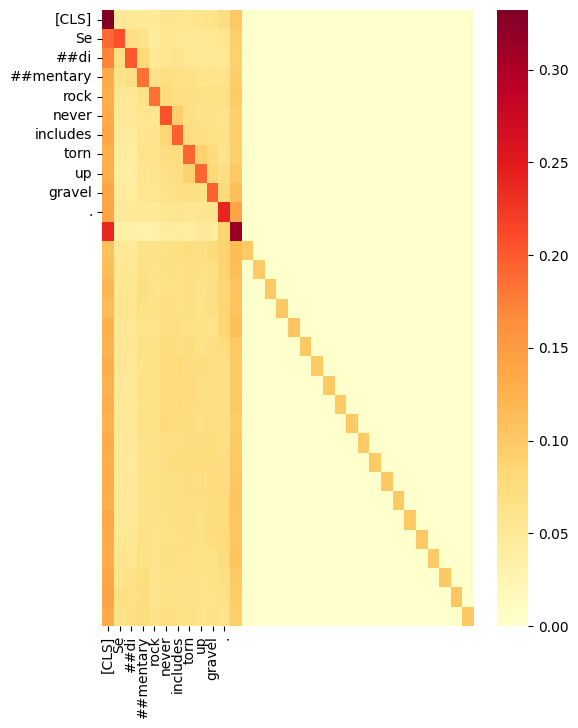 [CLS]
Se
##di
##mentary
rock
never
includes
torn
up
gravel
.
0.30
0.25
0.20
0.15
0.10
0.05
0.00
[CLS]
Se
##di
##mentary
rock
never
includes
torn
up
gravel
.